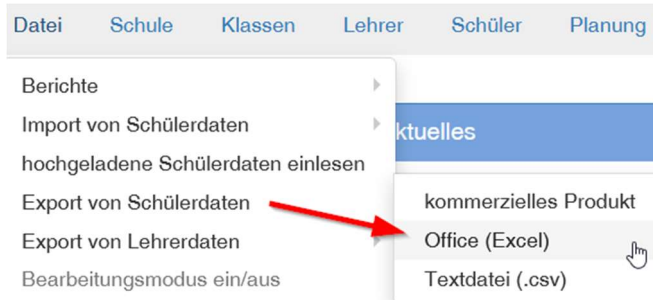 Datei Schule Klassen Lehrer Schüler Planung
Berichte
Import von Schülerdaten
ktuelles
hochgeladene Schülerdaten einlesen
Export von Schülerdaten
kommerzielles Produkt
Export von Lehrerdaten
Office (Excel)
Bearbeitungsmodus ein/aus
Textdatei (.csv)